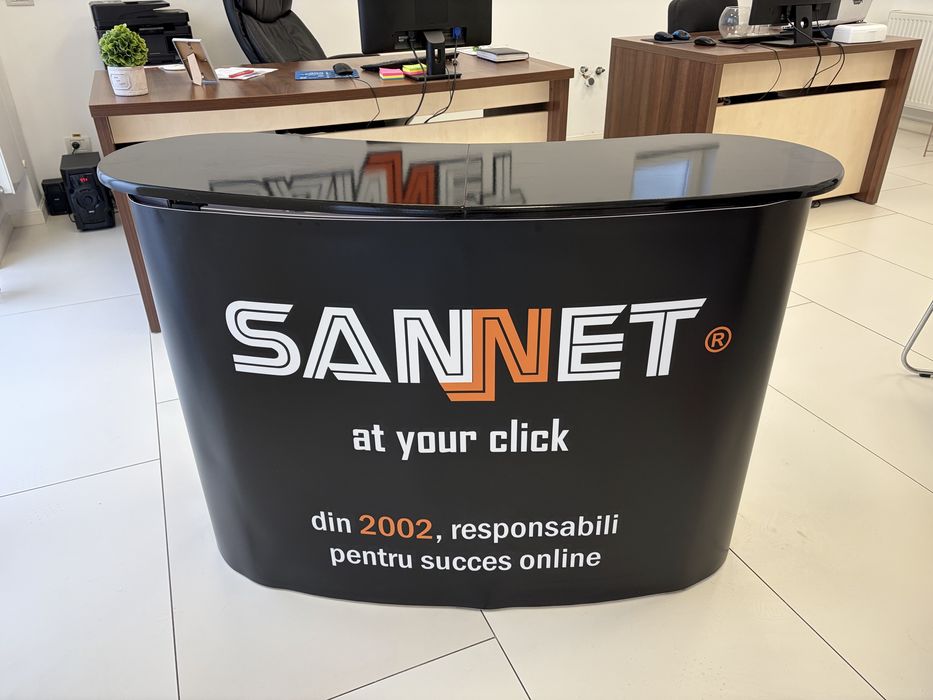 SANNET®
at your click
din 2002, responsabili
pentru succes online